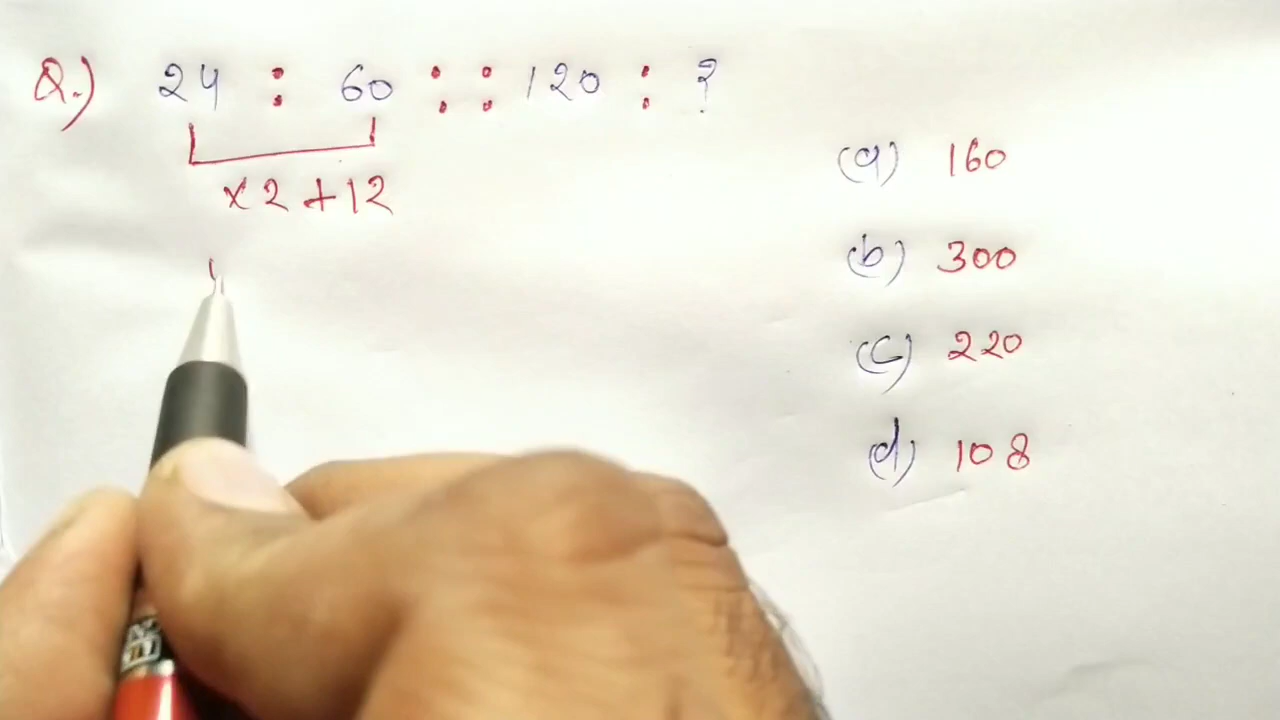 Q.) 24 : 60 : : 120 : ?
×2+12
(a) 160
(b) 300
(c) 220
(d) 108